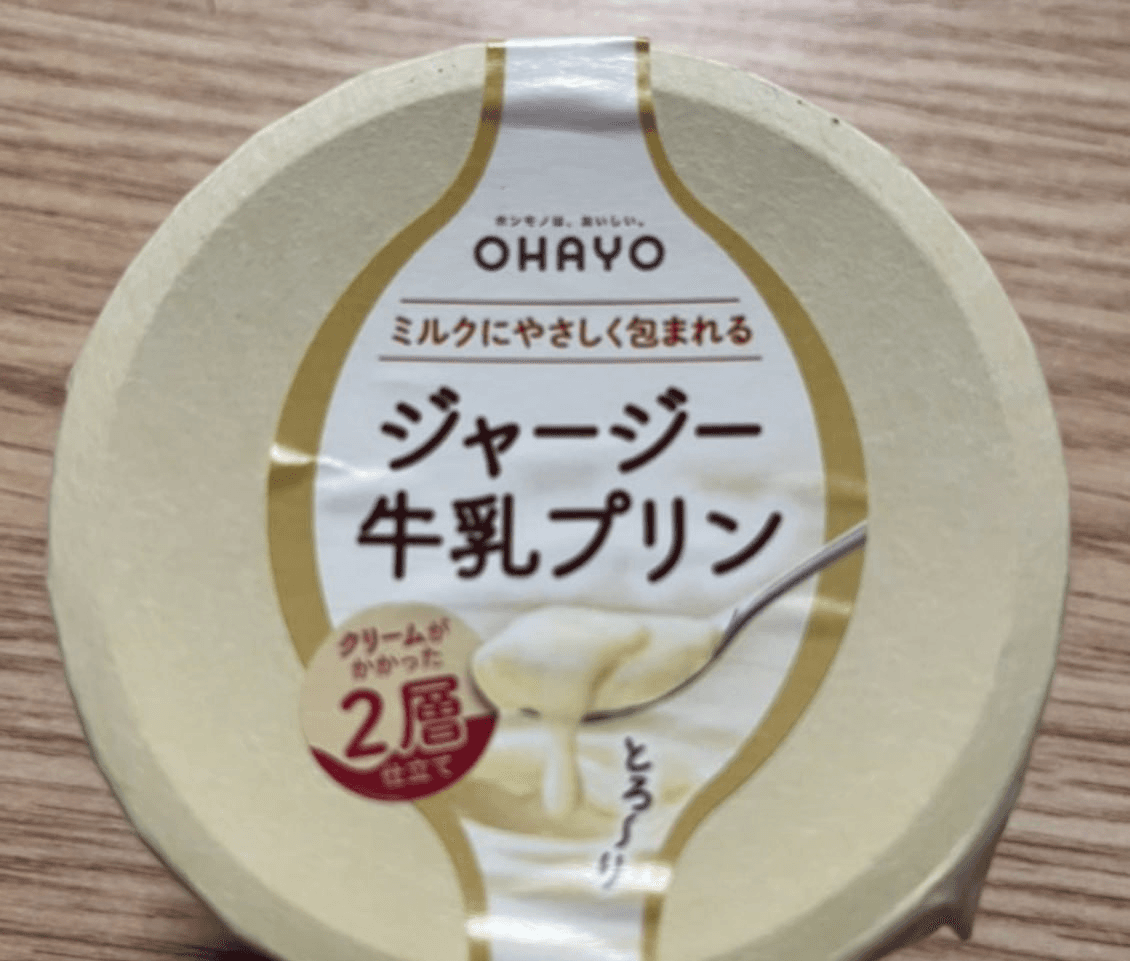 ホンモノは、おいしい。
OHAYO
ミルクにやさしく包まれる
ジャージー
牛乳プリン
クリームが
かかった
2層
仕立て
とろ〜り